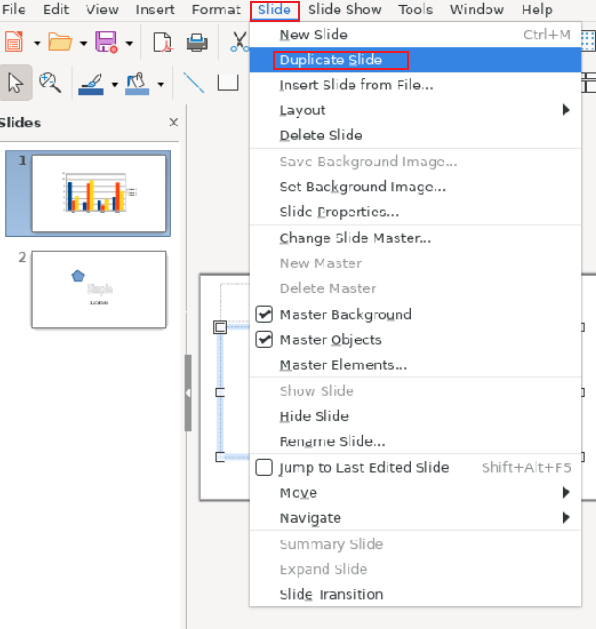 File Edit View Insert Format Slide Slide Show Tools Window Help
New Slide Ctrl+M
Duplicate Slide
Insert Slide from File...
Layout
Slides
Delete Slide
1
Save Background Image...
Set Background Image...
Slide Properties...
Change Slide Master...
2
New Master
Delete Master
Simple
Master Background
Master Objects
Master Elements...
Show Slide
Hide Slide
Rename Slide...
Jump to Last Edited Slide Shift+Alt+F5
Move
Navigate
Summary Slide
Expand Slide
Slide Transition